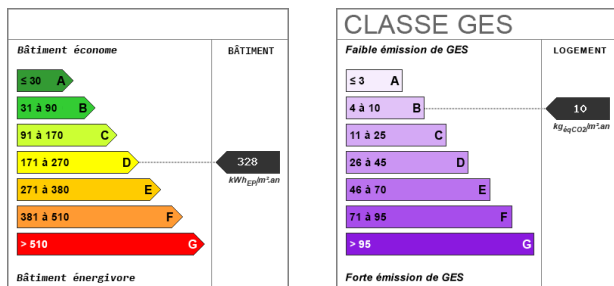 Bâtiment économe
BÂTIMENT
≤ 30 A
31 à 90 B
91 à 170 C
171 à 270 D
328
kWhEP/m².an
271 à 380 E
381 à 510 F
> 510 G
Bâtiment énergivore
CLASSE GES
Faible émission de GES
LOGEMENT
≤ 3 A
4 à 10 B
10
kgéqCO2/m².an
11 à 25 C
26 à 45 D
46 à 70 E
71 à 95 F
> 95 G
Forte émission de GES